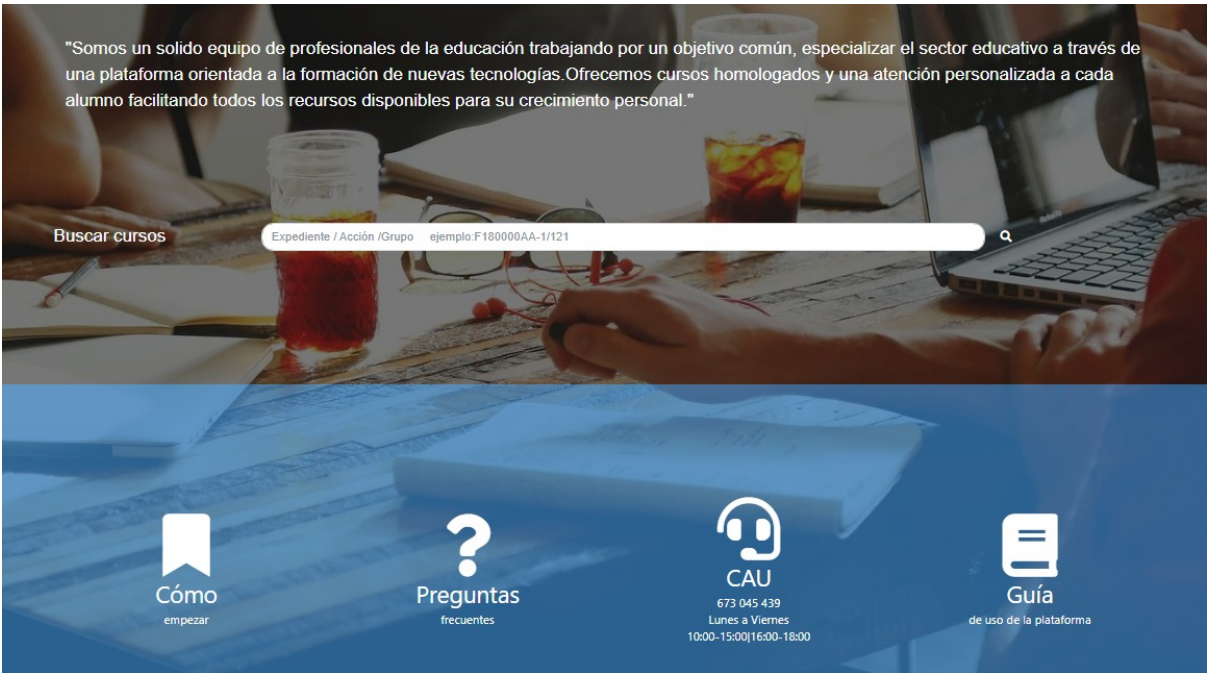 "Somos un solido equipo de profesionales de la educación trabajando por un objetivo común, especializar el sector educativo a través de
una plataforma orientada a la formación de nuevas tecnologías.Ofrecemos cursos homologados y una atención personalizada a cada
alumno facilitando todos los recursos disponibles para su crecimiento personal."
Buscar cursos
Expediente / Acción /Grupo ejemplo:F180000AA-1/121
Cómo
empezar
Preguntas
frecuentes
CAU
673 045 439
Lunes a Viernes
10:00-15:00|16:00-18:00
Guía
de uso de la plataforma